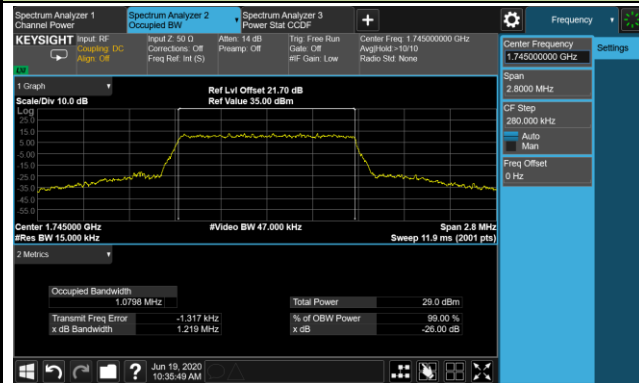 Spectrum Analyzer 1
Channel Power
Spectrum Analyzer 2
Occupied BW
Spectrum Analyzer 3
Power Stat CCDF
Frequency
KEYSIGHT
Input: RF
Coupling: DC
Align: Off
Input Z: 50 Ω
Corrections: Off
Freq Ref: Int (S)
Atten: 14 dB
Preamp: Off
Trig: Free Run
Gate: Off
#IF Gain: Low
Center Freq: 1.745000000 GHz
Avg|Hold:>10/10
Radio Std: None
Center Frequency
1.745000000 GHz
Settings
Span
2.8000 MHz
CF Step
280.000 kHz
Auto
Man
Freq Offset
0 Hz
1 Graph
Scale/Div 10.0 dB
Ref Lvl Offset 21.70 dB
Ref Value 35.00 dBm
Log
25.0
15.0
5.00
-5.00
-15.0
-25.0
-35.0
-45.0
-55.0
Center 1.745000 GHz
#Res BW 15.000 kHz
#Video BW 47.000 kHz
Span 2.8 MHz
Sweep 11.9 ms (2001 pts)
2 Metrics
Occupied Bandwidth
1.0798 MHz
Total Power 29.0 dBm
Transmit Freq Error -1.317 kHz
% of OBW Power 99.00 %
x dB Bandwidth 1.219 MHz
x dB -26.00 dB
Jun 19, 2020
10:35:49 AM